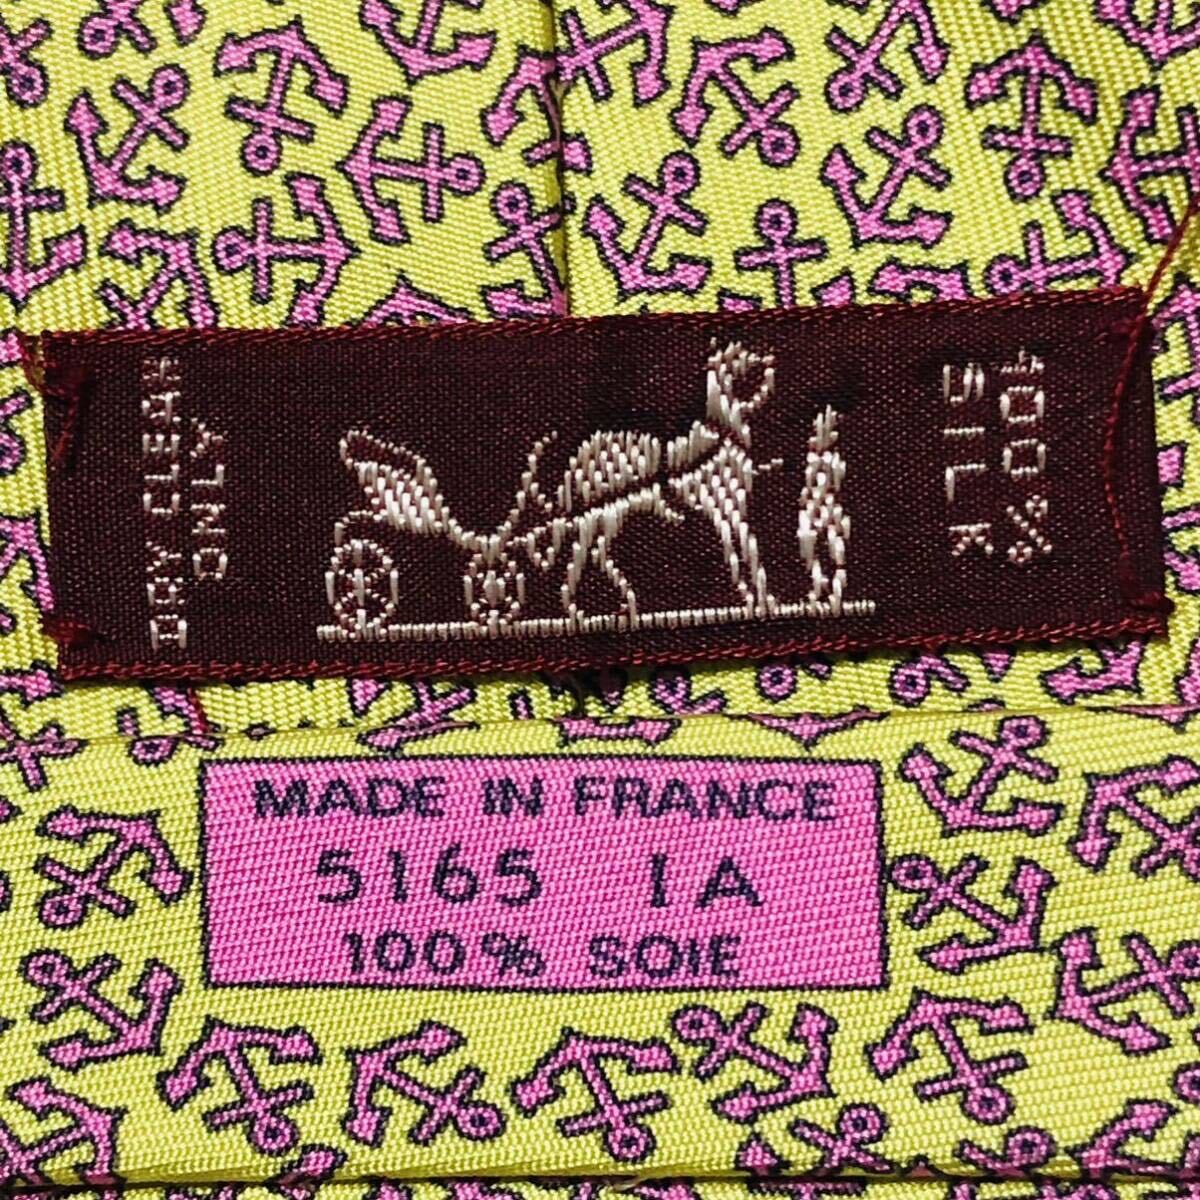 DRY CLEAN
ONLY
100%
SILK
MADE IN FRANCE
5165 IA
100% SOIE